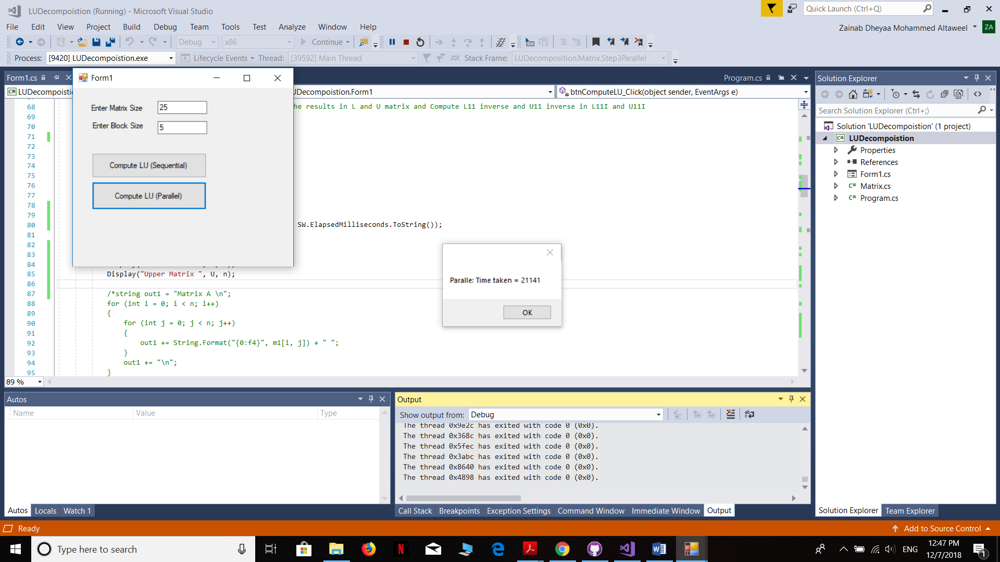 LUDecompoistion (Running) - Microsoft Visual Studio
Quick Launch (Ctrl+Q)
File Edit View Project Build Debug Team Tools Test Analyze Window Help
Zainab Dheyaa Mohammed Altaweel ZA
Debug x86 Continue
Process: [9420] LUDecompoistion.exe Lifecycle Events Thread: [39592] Main Thread Stack Frame: LUDecomposition.Matrix.Step3Parallel
Form1.cs
Program.cs
LUDecompoistic
UDecompoistion.Form1
btnComputeLU_Click(object sender, EventArgs e)
Form1
Enter Matrix Size 25
Enter Block Size 5
Compute LU (Sequential)
Compute LU (Parallel)
68 he results in L and U matrix and Compute L11 inverse and U11 inverse in L11I and U11I
69
70
71
72
73
74
75
76
77
78
79
80 SW.ElapsedMilliseconds.ToString());
81
82
83
84
85 Display("Upper Matrix ", U, n);
86
87 /*string out1 = "Matrix A \n";
88 for (int i = 0; i < n; i++)
89 {
90 for (int j = 0; j < n; j++)
91 {
92 out1 += String.Format("{0:f4}", m1[i, j]) + " ";
93 }
94 out1 += "\n";
95 }
89 %
Paralle: Time taken = 21141
OK
Solution Explorer
Search Solution Explorer (Ctrl+;)
Solution 'LUDecompoistion' (1 project)
C# LUDecompoistion
Properties
References
Form1.cs
C# Matrix.cs
C# Program.cs
Autos
Name Value Type
Autos Locals Watch 1
Output
Show output from: Debug
The thread 0x9e2c has exited with code 0 (0x0).
The thread 0x368c has exited with code 0 (0x0).
The thread 0x5fec has exited with code 0 (0x0).
The thread 0x3abc has exited with code 0 (0x0).
The thread 0x8640 has exited with code 0 (0x0).
The thread 0x4898 has exited with code 0 (0x0).
Call Stack Breakpoints Exception Settings Command Window Immediate Window Output
Solution Explorer Team Explorer
Ready
Add to Source Control
Type here to search
ENG
12:47 PM
12/7/2018
1